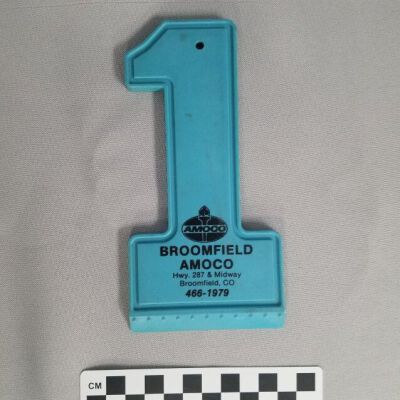 AMOCO
BROOMFIELD
AMOCO
Hwy. 287 & Midway
Broomfield, CO
466-1979
CM